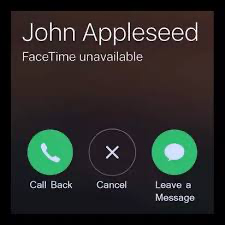 John Appleseed
FaceTime unavailable
Call Back
Cancel
Leave a
Message